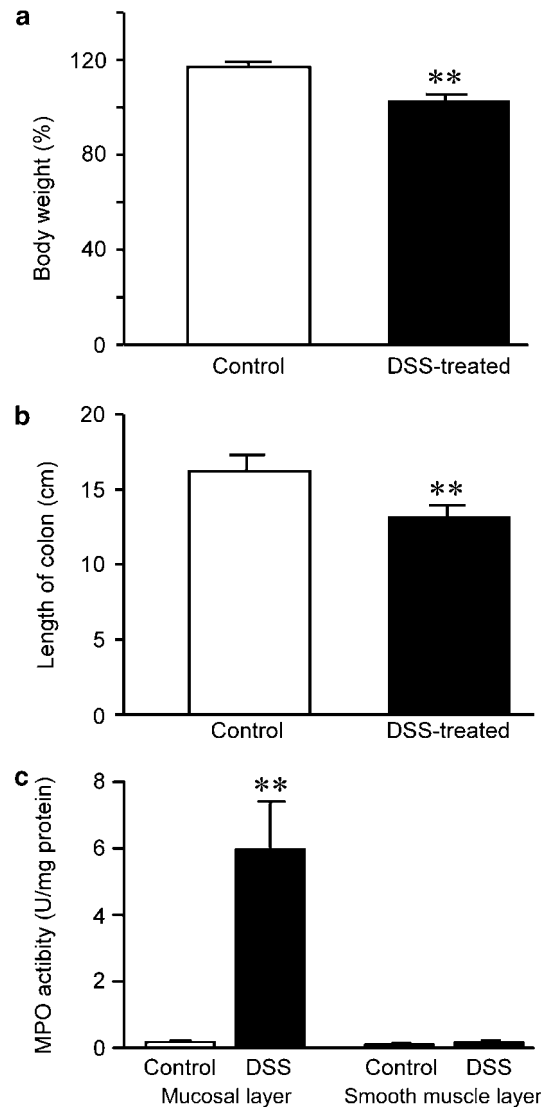 a
Body weight (%)
120
80
40
0
**
Control
DSS-treated
b
Length of colon (cm)
20
15
10
5
0
**
Control
DSS-treated
c
MPO actibity (U/mg protein)
8
6
4
2
0
**
Control
DSS
Control
DSS
Mucosal layer
Smooth muscle layer